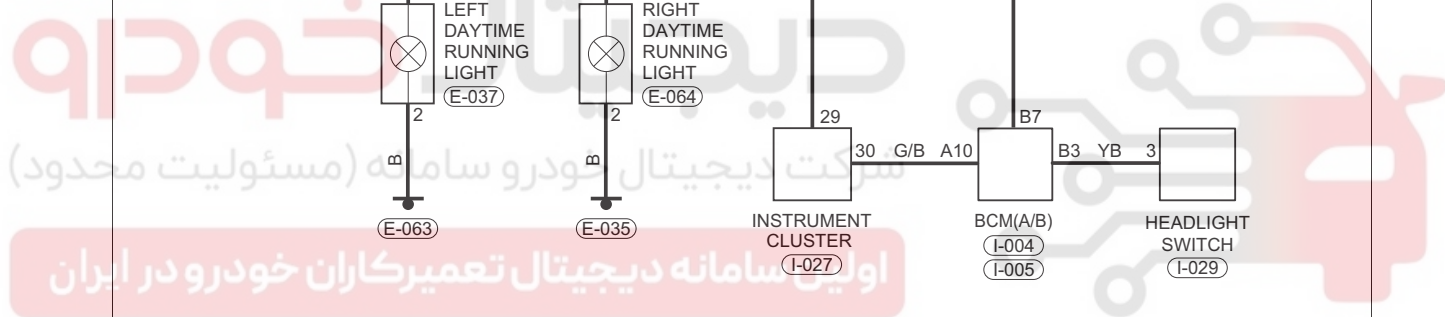 LEFT
DAYTIME
RUNNING
LIGHT
E-037
2
B
E-063
RIGHT
DAYTIME
RUNNING
LIGHT
E-064
2
B
E-035
29
30 G/B A10
INSTRUMENT
CLUSTER
I-027
B7
B3 YB 3
BCM(A/B)
I-004
I-005
HEADLIGHT
SWITCH
I-029
دیجیتال خودرو
شرکت دیجیتال خودرو سامانه (مسئولیت محدود)
اولین سامانه دیجیتال تعمیرکاران خودرو در ایران